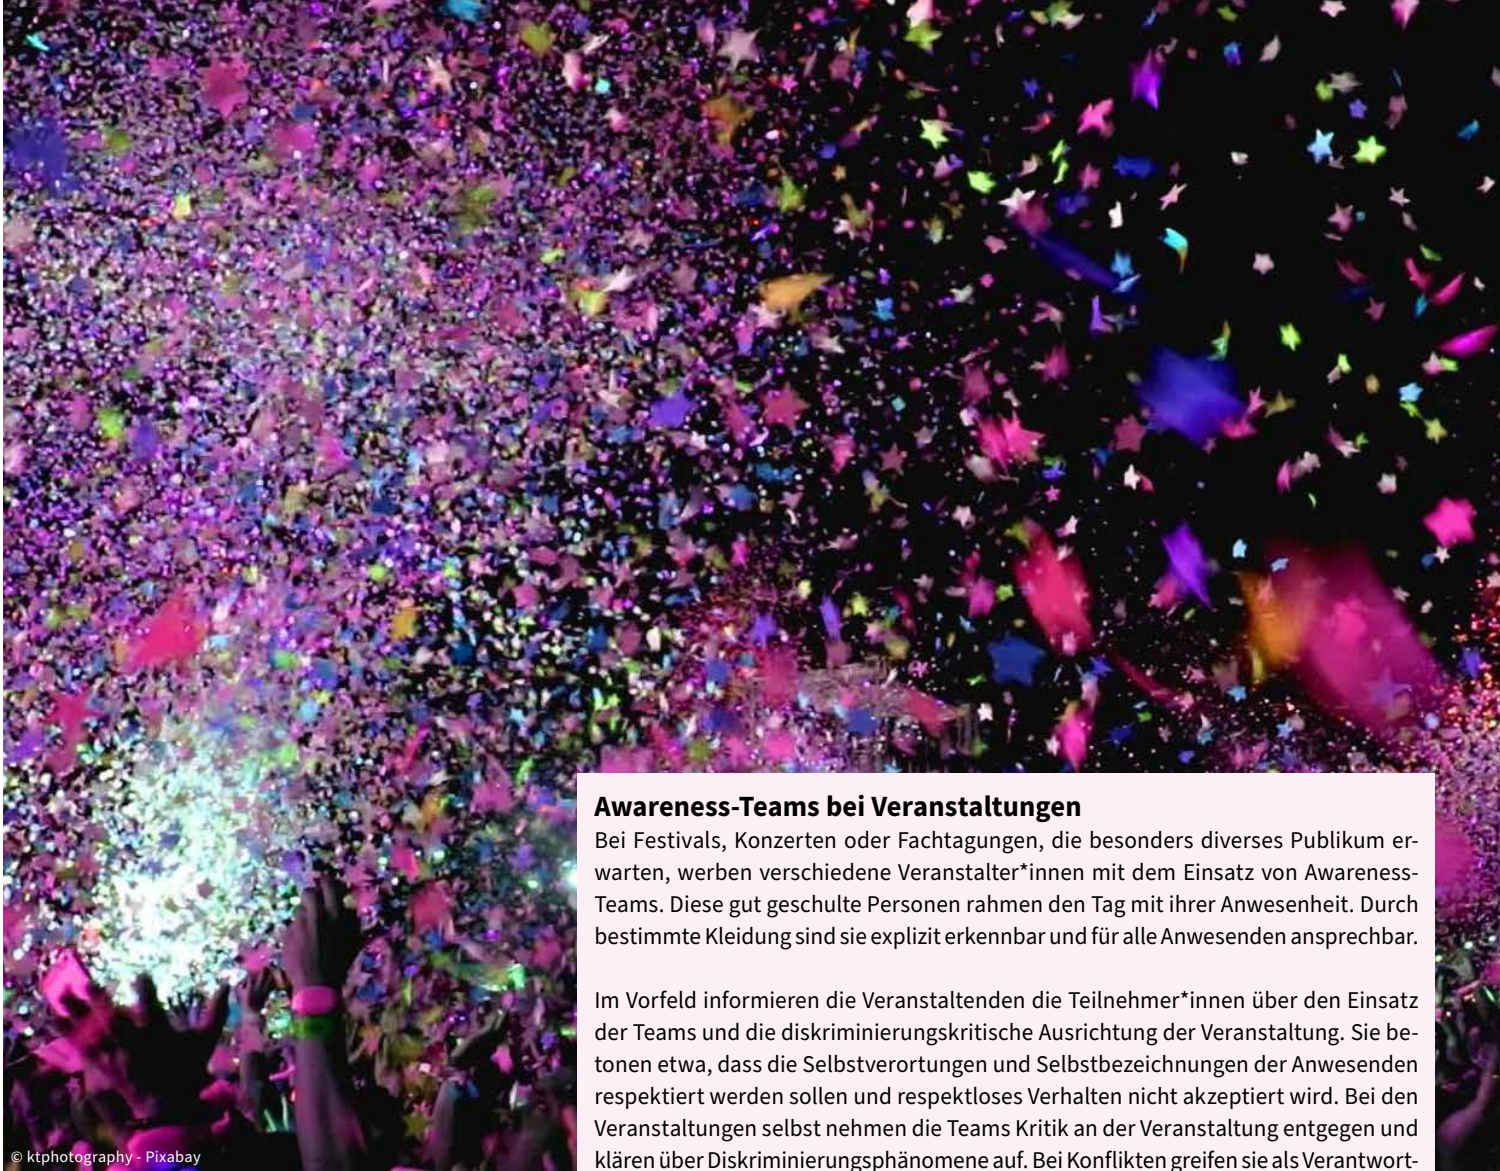 Awareness-Teams bei Veranstaltungen
Bei Festivals, Konzerten oder Fachtagungen, die besonders diverses Publikum er-
warten, werben verschiedene Veranstalter*innen mit dem Einsatz von Awareness-
Teams. Diese gut geschulte Personen rahmen den Tag mit ihrer Anwesenheit. Durch
bestimmte Kleidung sind sie explizit erkennbar und für alle Anwesenden ansprechbar.
Im Vorfeld informieren die Veranstaltenden die Teilnehmer*innen über den Einsatz
der Teams und die diskriminierungskritische Ausrichtung der Veranstaltung. Sie be-
tonen etwa, dass die Selbstverortungen und Selbstbezeichnungen der Anwesenden
respektiert werden sollen und respektloses Verhalten nicht akzeptiert wird. Bei den
Veranstaltungen selbst nehmen die Teams Kritik an der Veranstaltung entgegen und
klären über Diskriminierungsphänomene auf. Bei Konflikten greifen sie als Verantwort-
© ktphotography - Pixabay